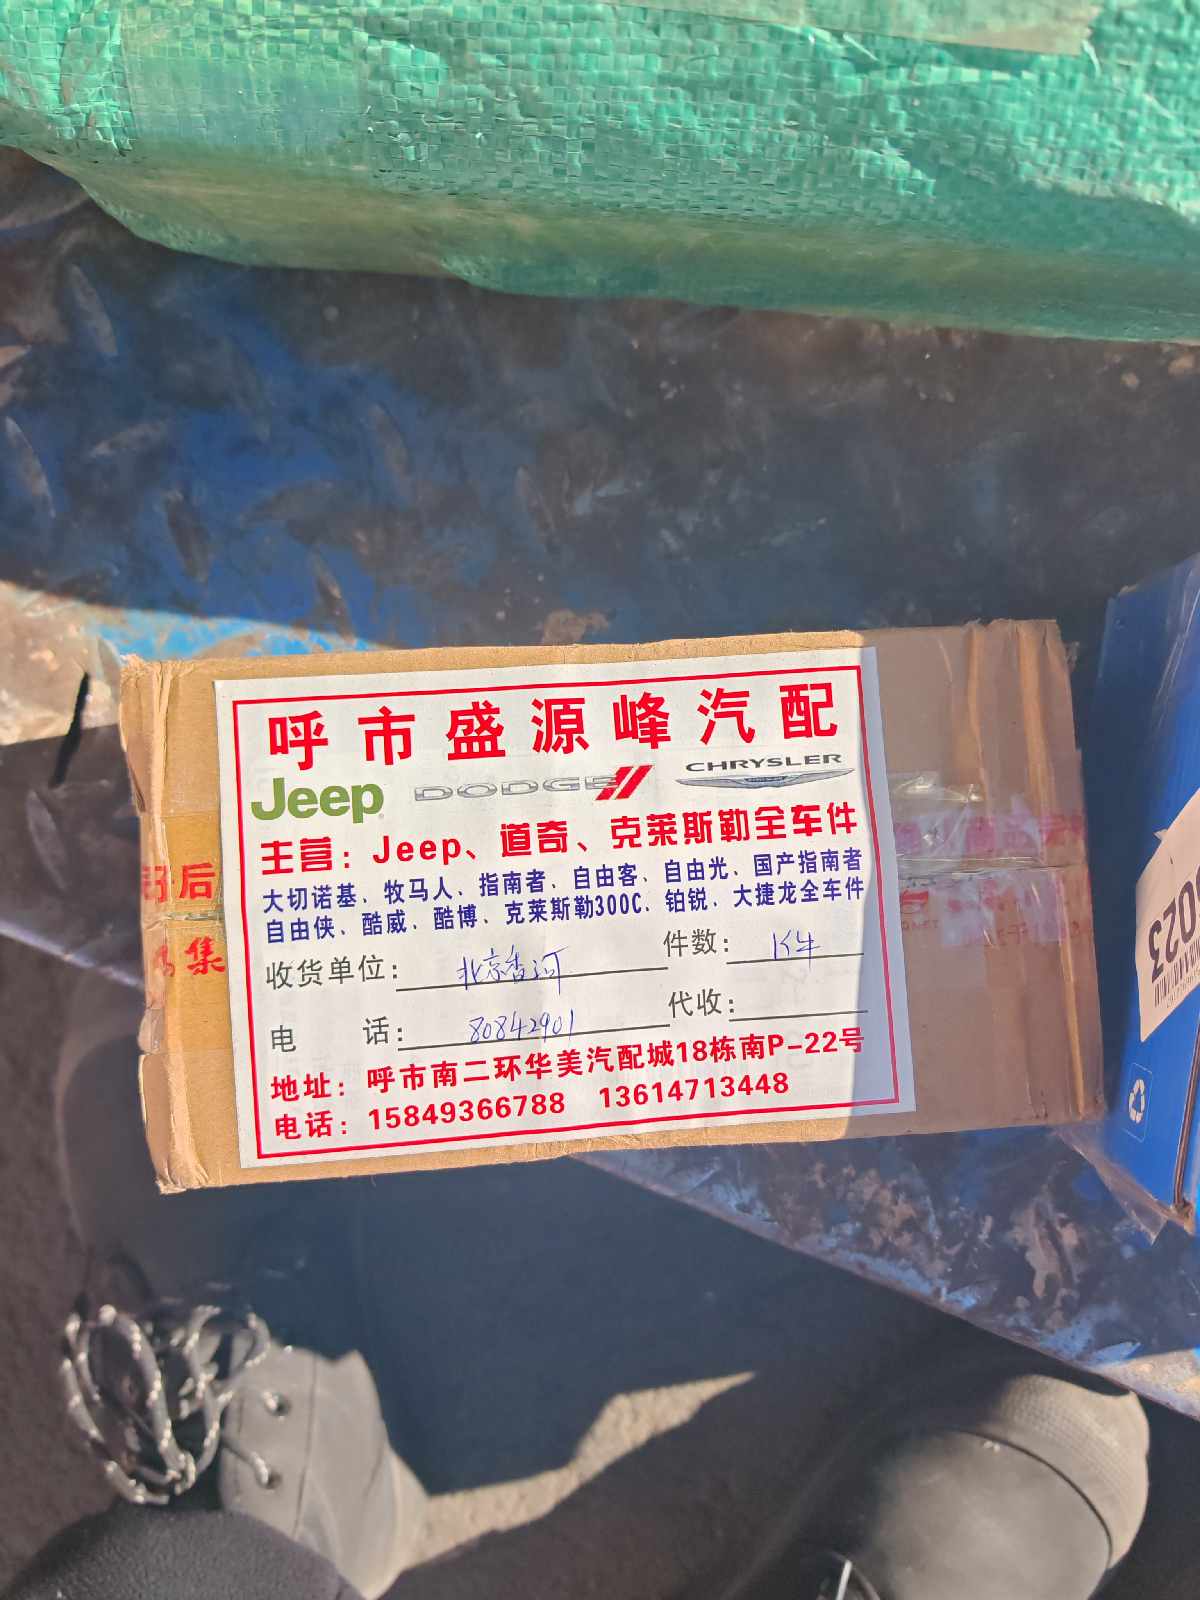 呼市盛源峰汽配
Jeep DODGE CHRYSLER
主营：Jeep、道奇、克莱斯勒全车件
大切诺基、牧马人、指南者、自由客、自由光、国产指南者
自由侠、酷威、酷博、克莱斯勒300C、铂锐、大捷龙全车件
收货单位：北京香河 件数：1件
电 话：80842901 代收：
地址：呼市南二环华美汽配城18栋南P-22号
电话：15849366788 13614713448
后
集
023